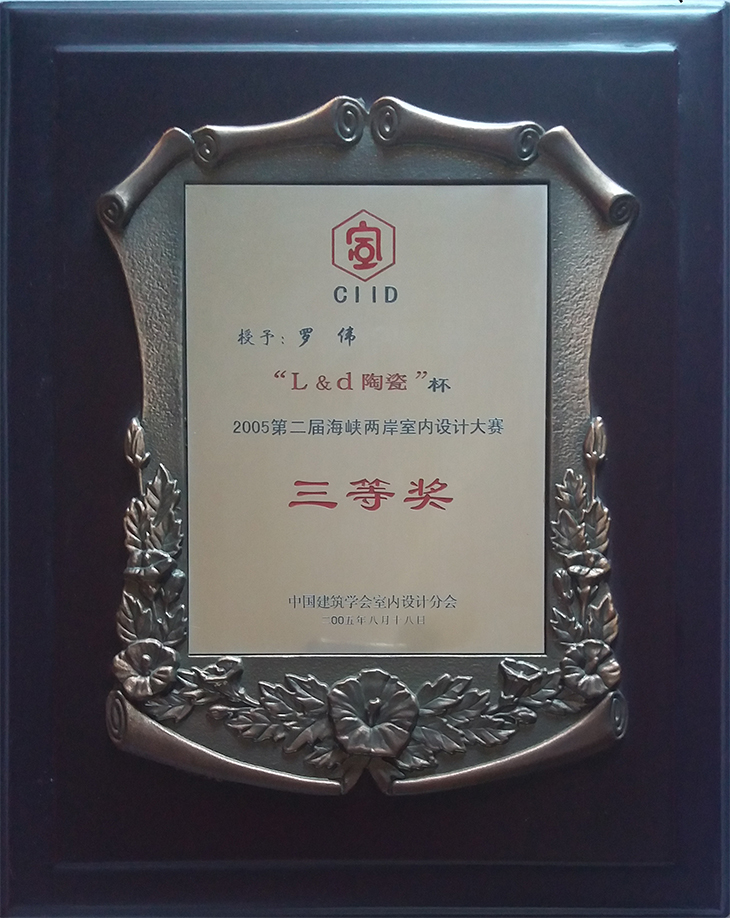 CIID
授予：罗 伟
“L&d陶瓷”杯
2005第二届海峡两岸室内设计大赛
三等奖
中国建筑学会室内设计分会
二00五年八月十八日